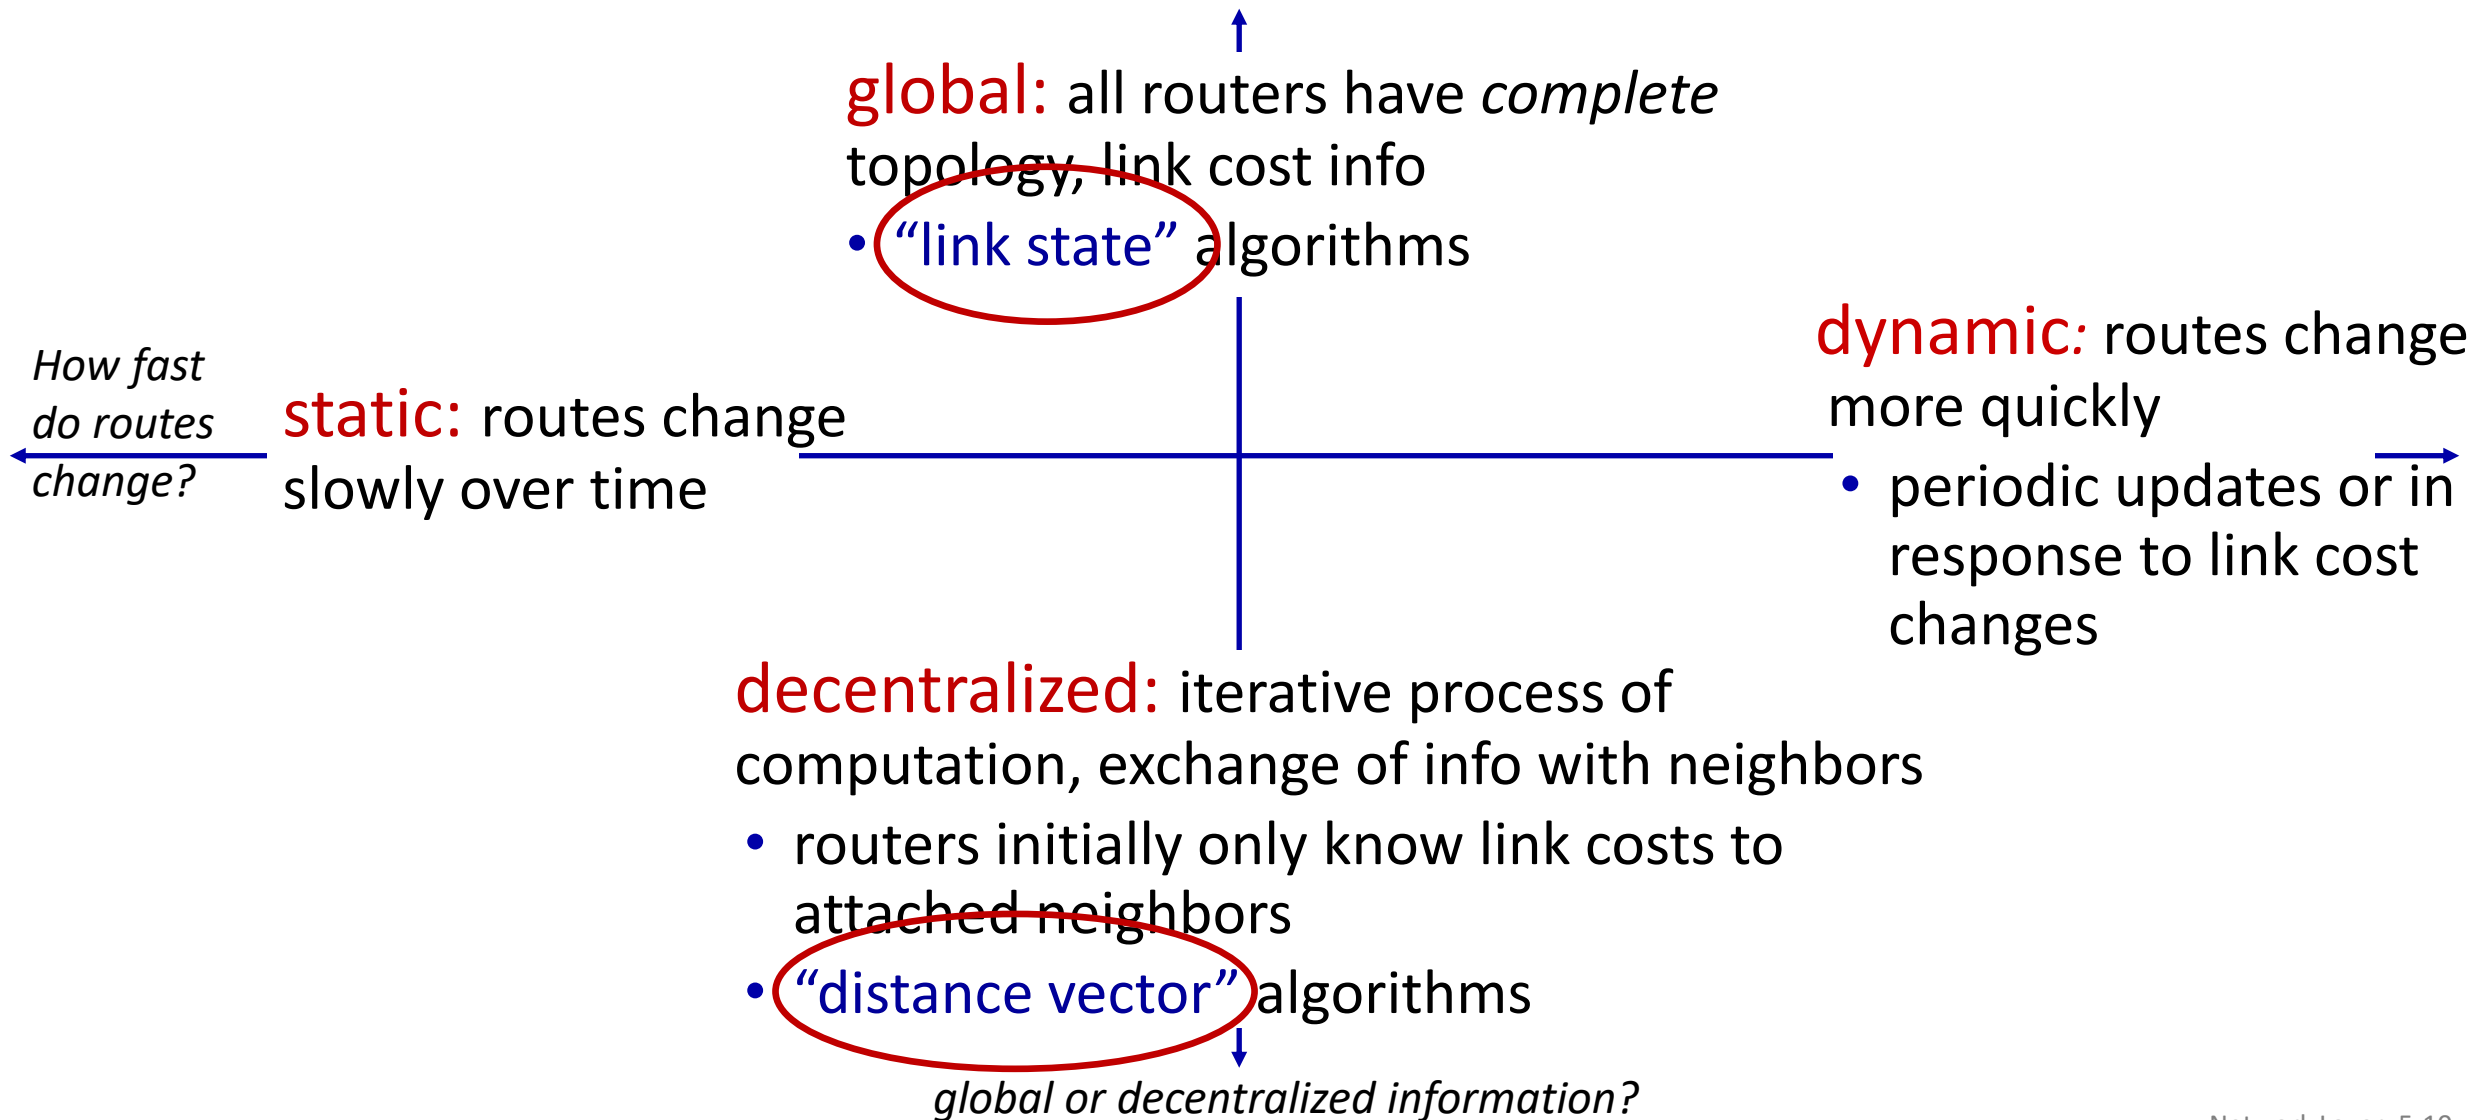 global: all routers have complete
topology, link cost info
• “link state” algorithms
How fast
do routes
change?
static: routes change
slowly over time
dynamic: routes change
more quickly
• periodic updates or in
response to link cost
changes
decentralized: iterative process of
computation, exchange of info with neighbors
• routers initially only know link costs to
attached neighbors
• “distance vector” algorithms
global or decentralized information?